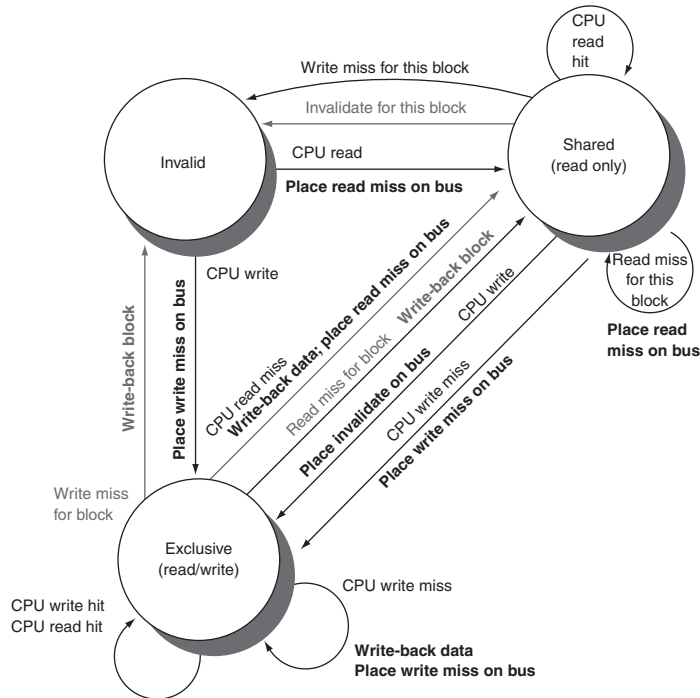 CPU
read
hit
Write miss for this block
Invalidate for this block
Invalid
Shared
(read only)
CPU read
Place read miss on bus
CPU write
Place write miss on bus
Write-back block
CPU read miss
Write-back data; place read miss on bus
Read miss for block
Write-back block
CPU write
Place invalidate on bus
CPU write miss
Place write miss on bus
Read miss
for this
block
Place read
miss on bus
Write miss
for block
Exclusive
(read/write)
CPU write hit
CPU read hit
CPU write miss
Write-back data
Place write miss on bus